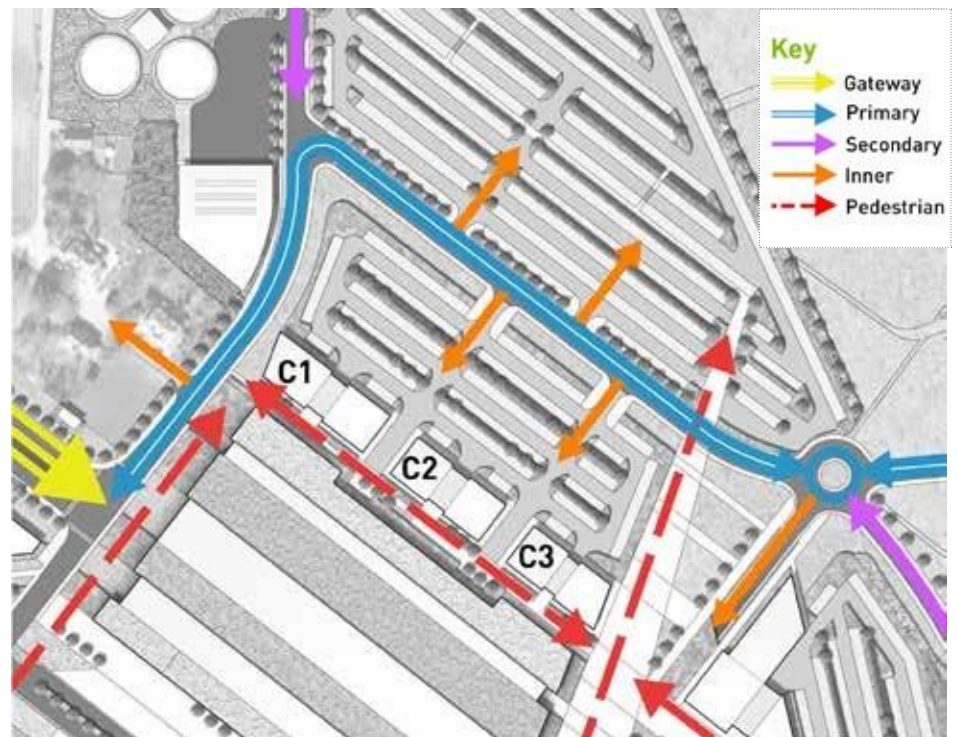 Key
Gateway
Primary
Secondary
Inner
Pedestrian
C1
C2
C3